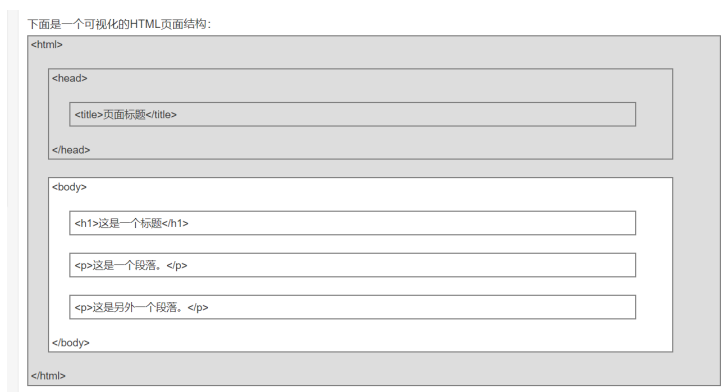 下面是一个可视化的HTML页面结构：
<html>
<head>
<title>页面标题</title>
</head>
<body>
<h1>这是一个标题</h1>
<p>这是一个段落。</p>
<p>这是另外一个段落。</p>
</body>
</html>